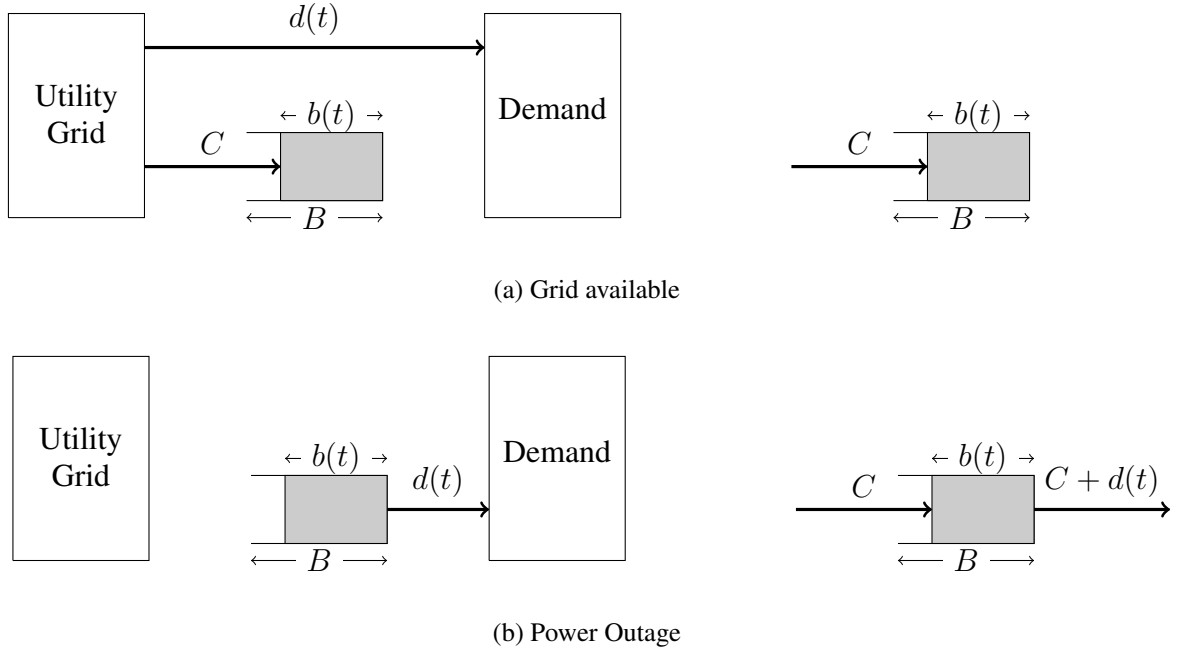 d(t)
Utility
Grid
Demand
C
b(t)
B
C
b(t)
B
(a) Grid available
Utility
Grid
Demand
b(t)
d(t)
B
C
b(t)
C + d(t)
B
(b) Power Outage